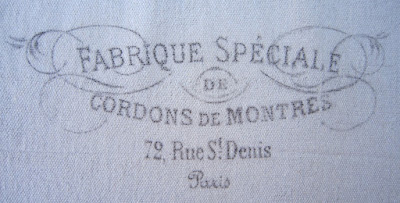 FABRIQUE SPÉCIALE
DE
CORDONS DE MONTRES
72, Rue St. Denis
Paris